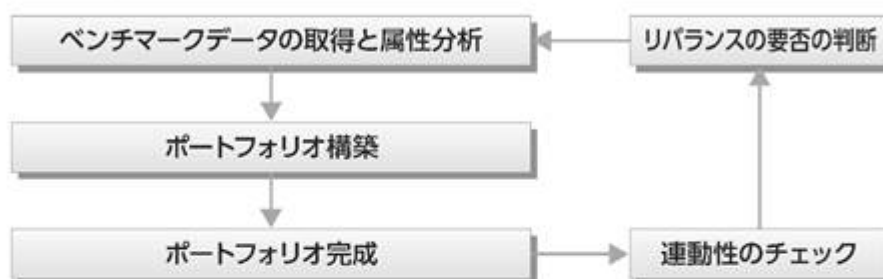 ベンチマークデータの取得と属性分析
リバランスの要否の判断
ポートフォリオ構築
ポートフォリオ完成
連動性のチェック